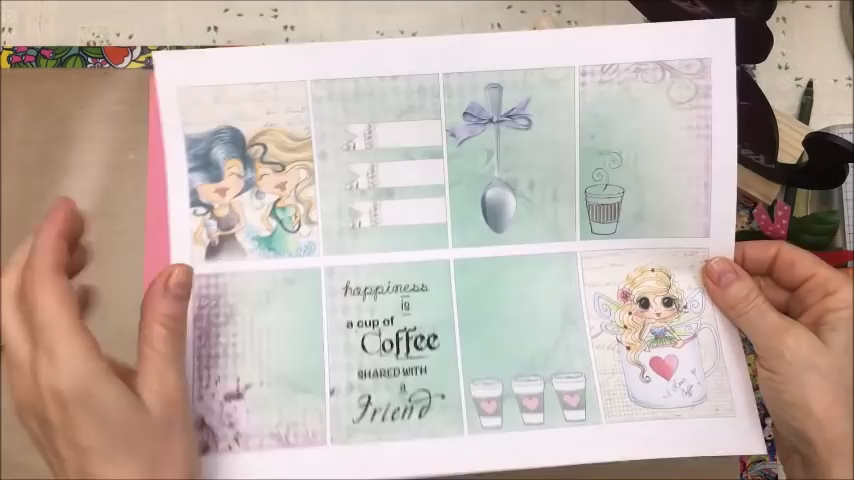 happiness
is
a cup of
Coffee
SHARED WITH
a
Friend